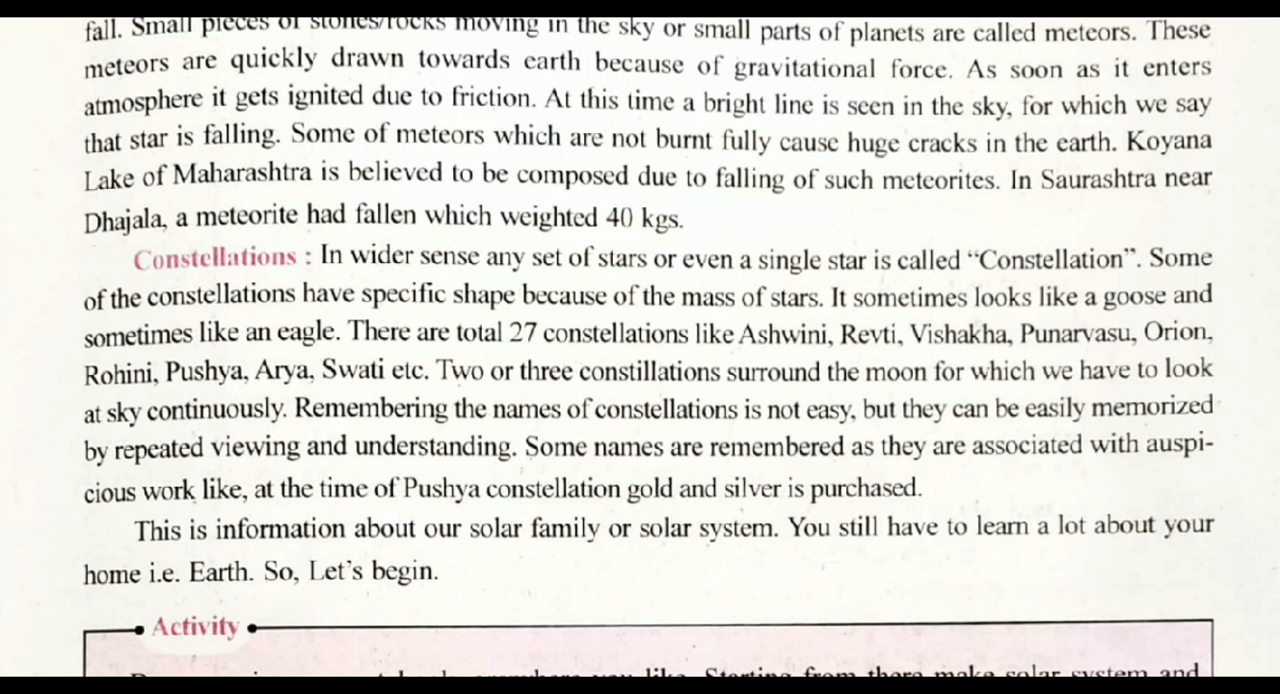 fall. Small pieces of stones/rocks moving in the sky or small parts of planets are called meteors. These
meteors are quickly drawn towards earth because of gravitational force. As soon as it enters
atmosphere it gets ignited due to friction. At this time a bright line is seen in the sky, for which we say
that star is falling. Some of meteors which are not burnt fully cause huge cracks in the earth. Koyana
Lake of Maharashtra is believed to be composed due to falling of such meteorites. In Saurashtra near
Dhajala, a meteorite had fallen which weighted 40 kgs.
Constellations : In wider sense any set of stars or even a single star is called “Constellation”. Some
of the constellations have specific shape because of the mass of stars. It sometimes looks like a goose and
sometimes like an eagle. There are total 27 constellations like Ashwini, Revti, Vishakha, Punarvasu, Orion,
Rohini, Pushya, Arya, Swati etc. Two or three constillations surround the moon for which we have to look
at sky continuously. Remembering the names of constellations is not easy, but they can be easily memorized
by repeated viewing and understanding. Some names are remembered as they are associated with auspi-
cious work like, at the time of Pushya constellation gold and silver is purchased.
This is information about our solar family or solar system. You still have to learn a lot about your
home i.e. Earth. So, Let’s begin.
Activity
you like. Starting from there make solar system and